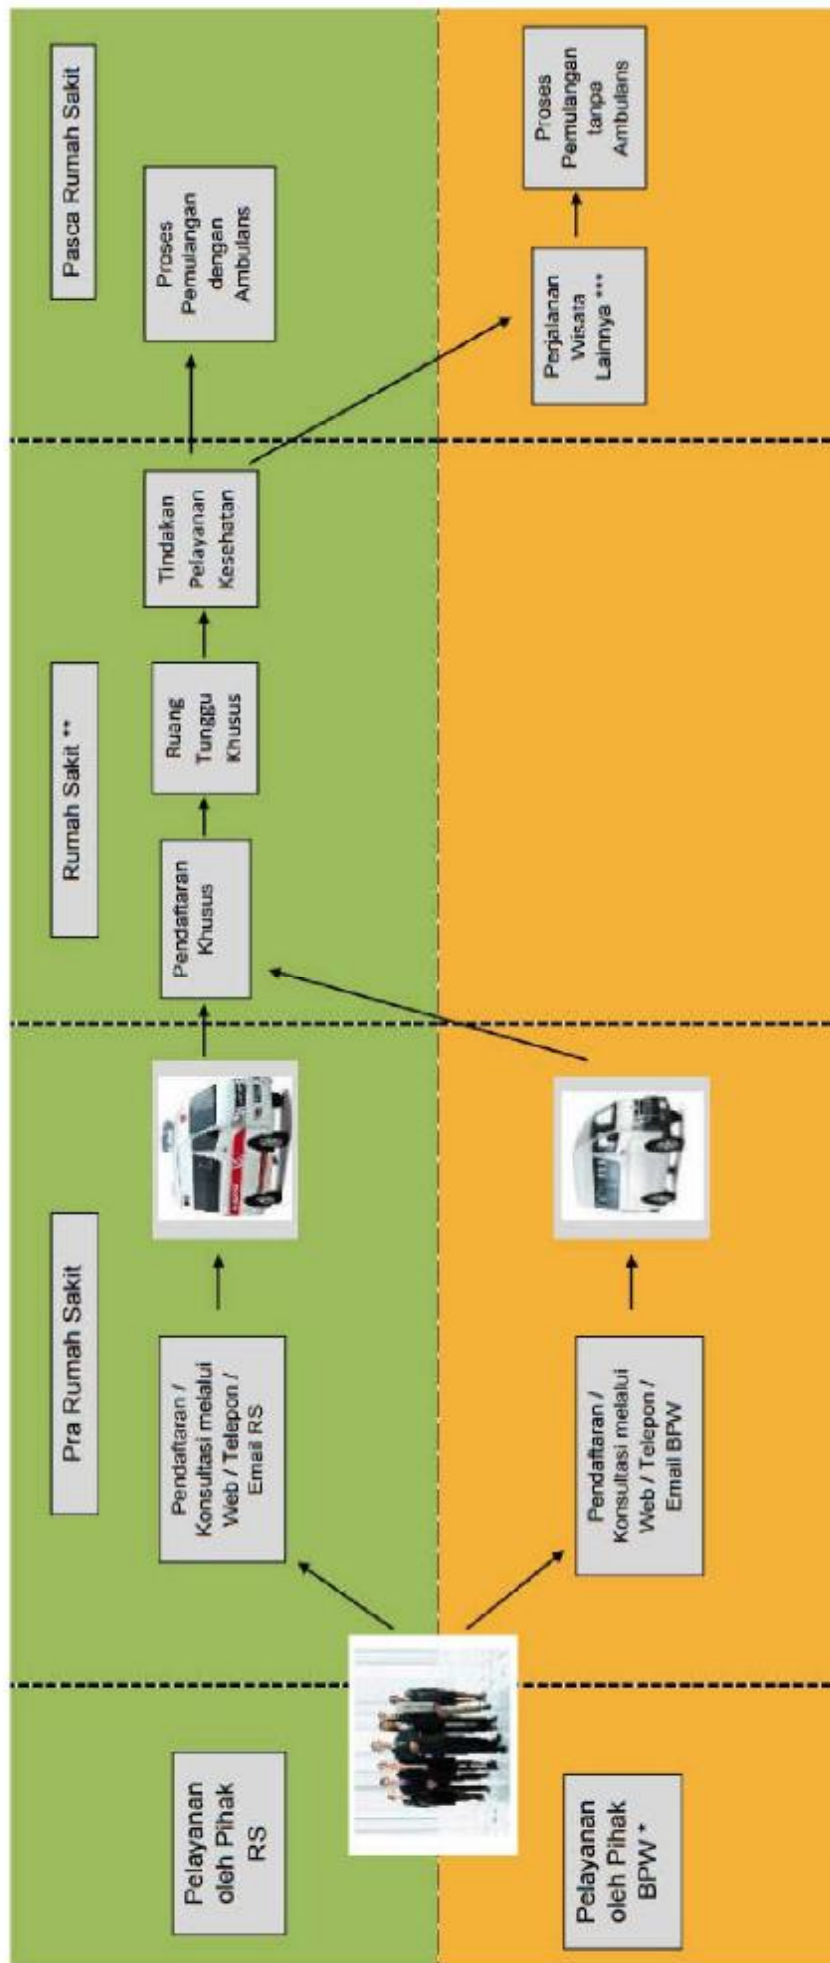 Pra Rumah Sakit
Rumah Sakit **
Pasca Rumah Sakit
Pelayanan
oleh Pihak
RS
Pendaftaran /
Konsultasi melalui
Web / Telepon /
Email RS
Pendaftaran
Khusus
Ruang
Tunggu
Khusus
Tindakan
Pelayanan
Kesehatan
Proses
Pemulangan
dengan
Ambulans
Pelayanan
oleh Pihak
BPW *
Pendaftaran /
Konsultasi melalui
Web / Telepon /
Email BPW
Perjalanan
Wisata
Lainnya ***
Proses
Pemulangan
tanpa
Ambulans